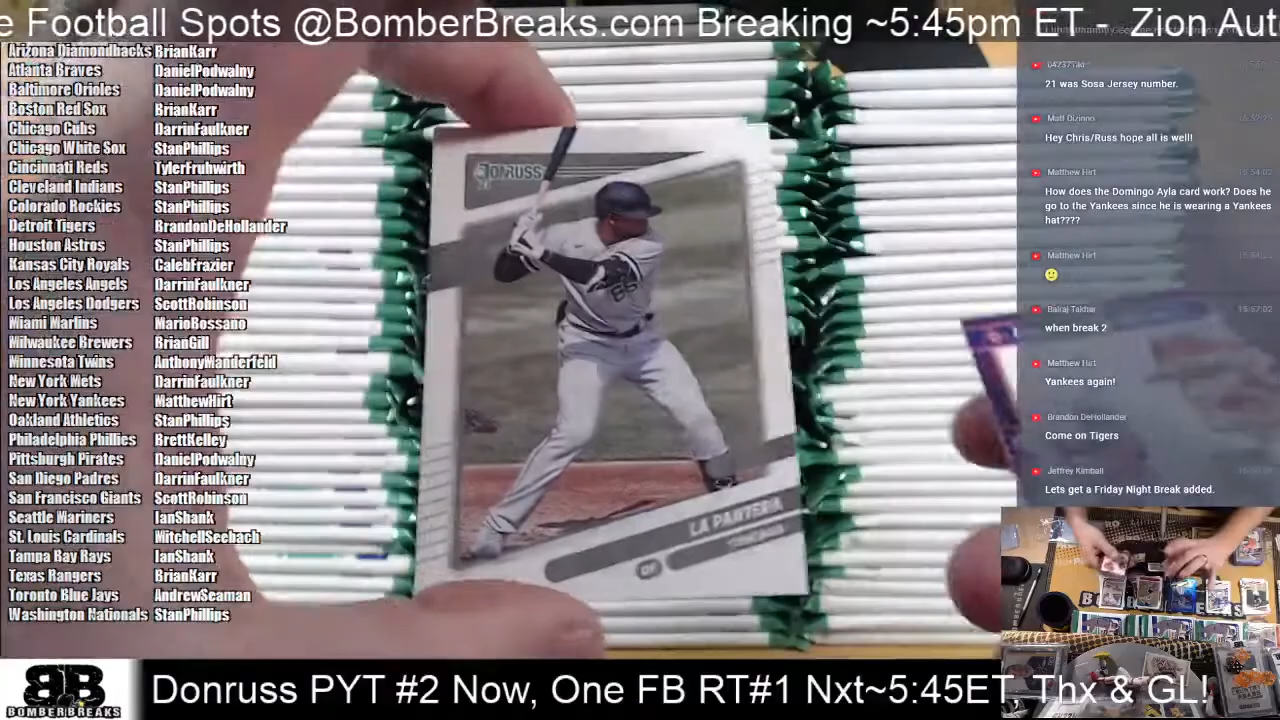 e Football Spots @BomberBreaks.com Breaking ~5:45pm ET - Zion Aut
Arizona Diamondbacks BrianKarr
Atlanta Braves DanielPodwalny
Baltimore Orioles DanielPodwalny
Boston Red Sox BrianKarr
Chicago Cubs DarrinFaulkner
Chicago White Sox StanPhillips
Cincinnati Reds TylerFruhwirth
Cleveland Indians StanPhillips
Colorado Rockies StanPhillips
Detroit Tigers BrandonDeHollander
Houston Astros StanPhillips
Kansas City Royals CalebFrazier
Los Angeles Angels DarrinFaulkner
Los Angeles Dodgers ScottRobinson
Miami Marlins MarioRossano
Milwaukee Brewers BrianGill
Minnesota Twins AnthonyManderfeld
New York Mets DarrinFaulkner
New York Yankees MatthewHirt
Oakland Athletics StanPhillips
Philadelphia Phillies BrettKelley
Pittsburgh Pirates DanielPodwalny
San Diego Padres DarrinFaulkner
San Francisco Giants ScottRobinson
Seattle Mariners IanShank
St. Louis Cardinals MitchellSeebach
Tampa Bay Rays IanShank
Texas Rangers BrianKarr
Toronto Blue Jays AndrewSeaman
Washington Nationals StanPhillips
DONRUSS
LA PANTERA
OF
21 was Sosa Jersey number.
Matt Dizinno
Hey Chris/Russ hope all is well!
Matthew Hirt
How does the Domingo Ayla card work? Does he
go to the Yankees since he is wearing a Yankees
hat????
Matthew Hirt
Balraj Takhar 15:57:02
when break 2
Matthew Hirt
Yankees again!
Brandon DeHollander
Come on Tigers
Jeffrey Kimball
Lets get a Friday Night Break added.
BB
BOMBERBREAKS
Donruss PYT #2 Now, One FB RT#1 Nxt~5:45ET. Thx & GL!